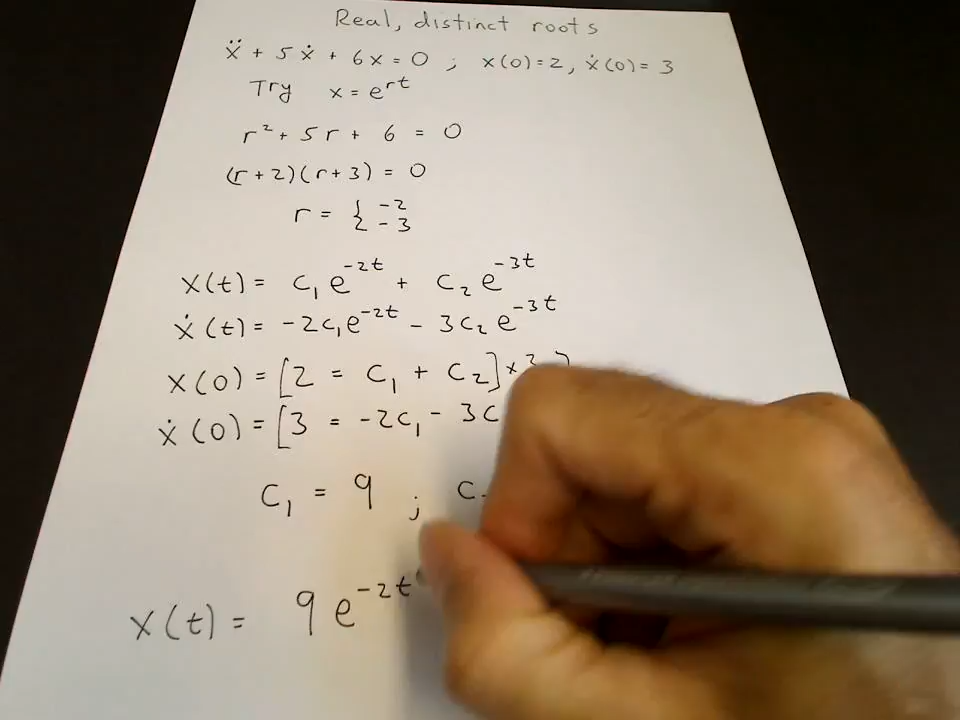 Real, distinct roots
ẍ + 5ẋ + 6x = 0 ; x(0) = 2, ẋ(0) = 3
Try x = e^rt
r² + 5r + 6 = 0
(r + 2)(r + 3) = 0
r = { -2
-3
x(t) = c₁e^-2t + c₂e^-3t
ẋ(t) = -2c₁e^-2t - 3c₂e^-3t
x(0) = [2 = c₁ + c₂] ×
ẋ(0) = [3 = -2c₁ - 3c
c₁ = 9 ; c
x(t) = 9e^-2t